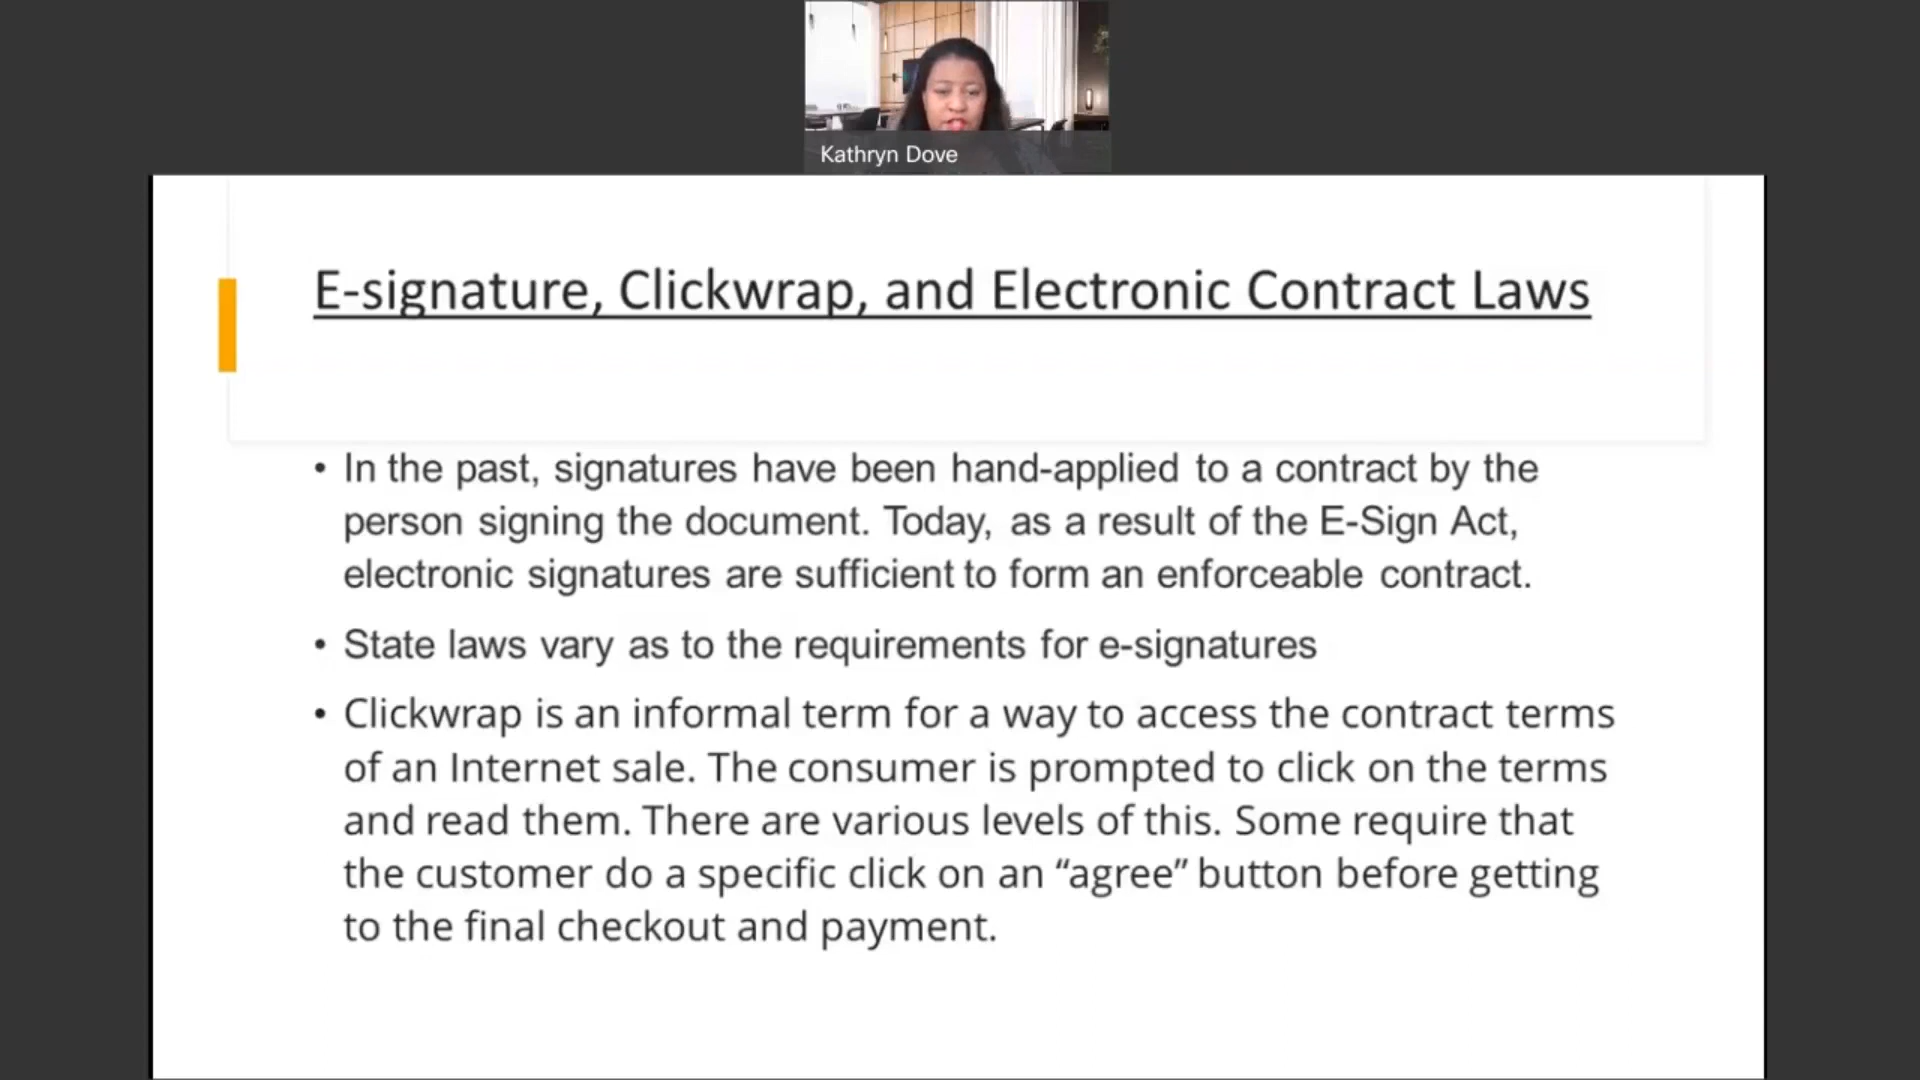 Kathryn Dove
E-signature, Clickwrap, and Electronic Contract Laws
• In the past, signatures have been hand-applied to a contract by the
person signing the document. Today, as a result of the E-Sign Act,
electronic signatures are sufficient to form an enforceable contract.
• State laws vary as to the requirements for e-signatures
• Clickwrap is an informal term for a way to access the contract terms
of an Internet sale. The consumer is prompted to click on the terms
and read them. There are various levels of this. Some require that
the customer do a specific click on an “agree” button before getting
to the final checkout and payment.